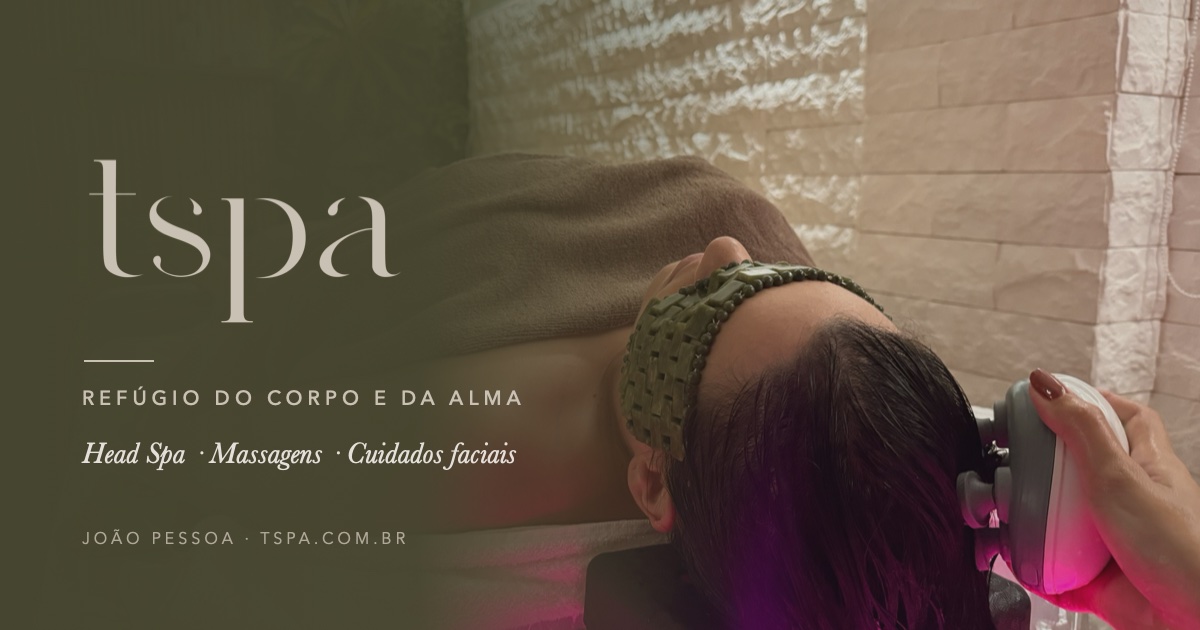 tspa
REFÚGIO DO CORPO E DA ALMA
Head Spa · Massagens · Cuidados faciais
JOÃO PESSOA · TSPA.COM.BR